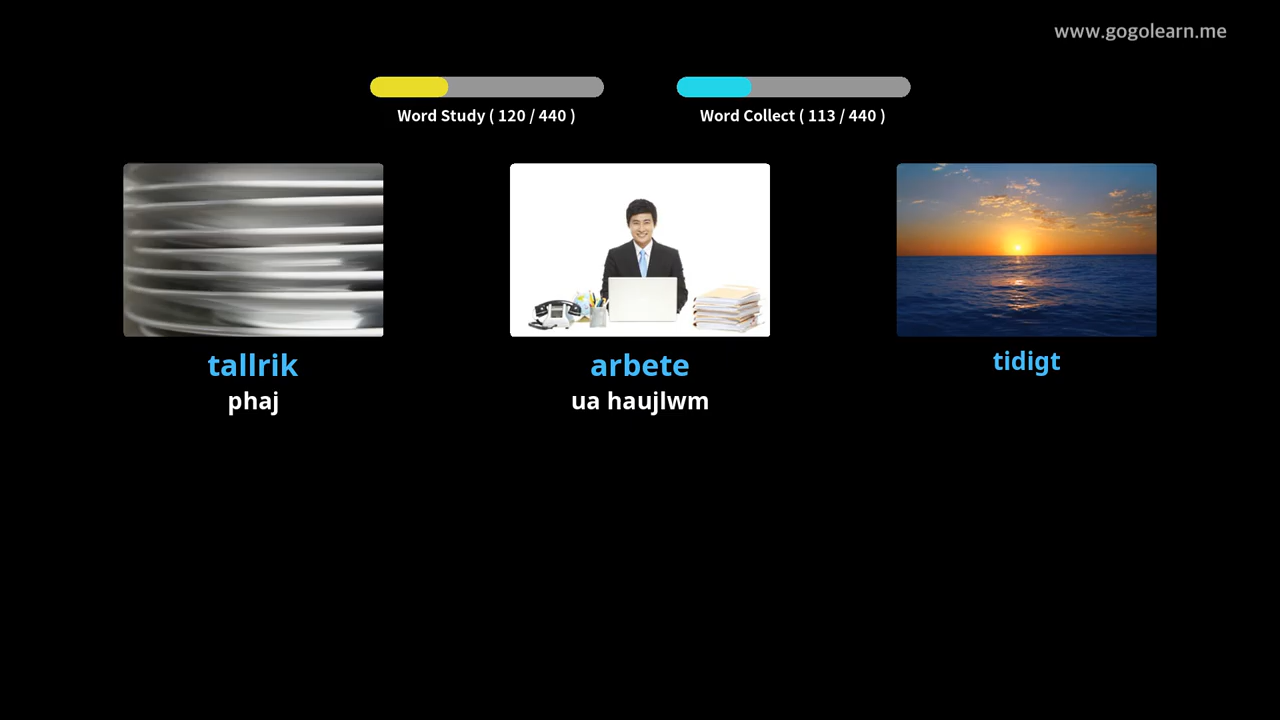 www.gogolearn.me
Word Study ( 120 / 440 )
Word Collect ( 113 / 440 )
tallrik
phaj
arbete
ua haujlwm
tidigt